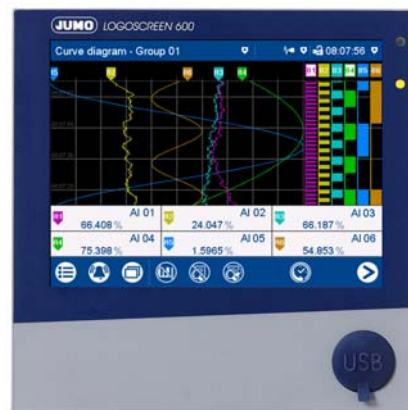 JUMO LOGOSCREEN 600
Curve diagram - Group 01 08:07:56
AI 01 AI 02 AI 03
66.408 % 24.047 % 66.187 %
AI 04 AI 05 AI 06
75.398 % 1.5965 % 54.853 %
USB